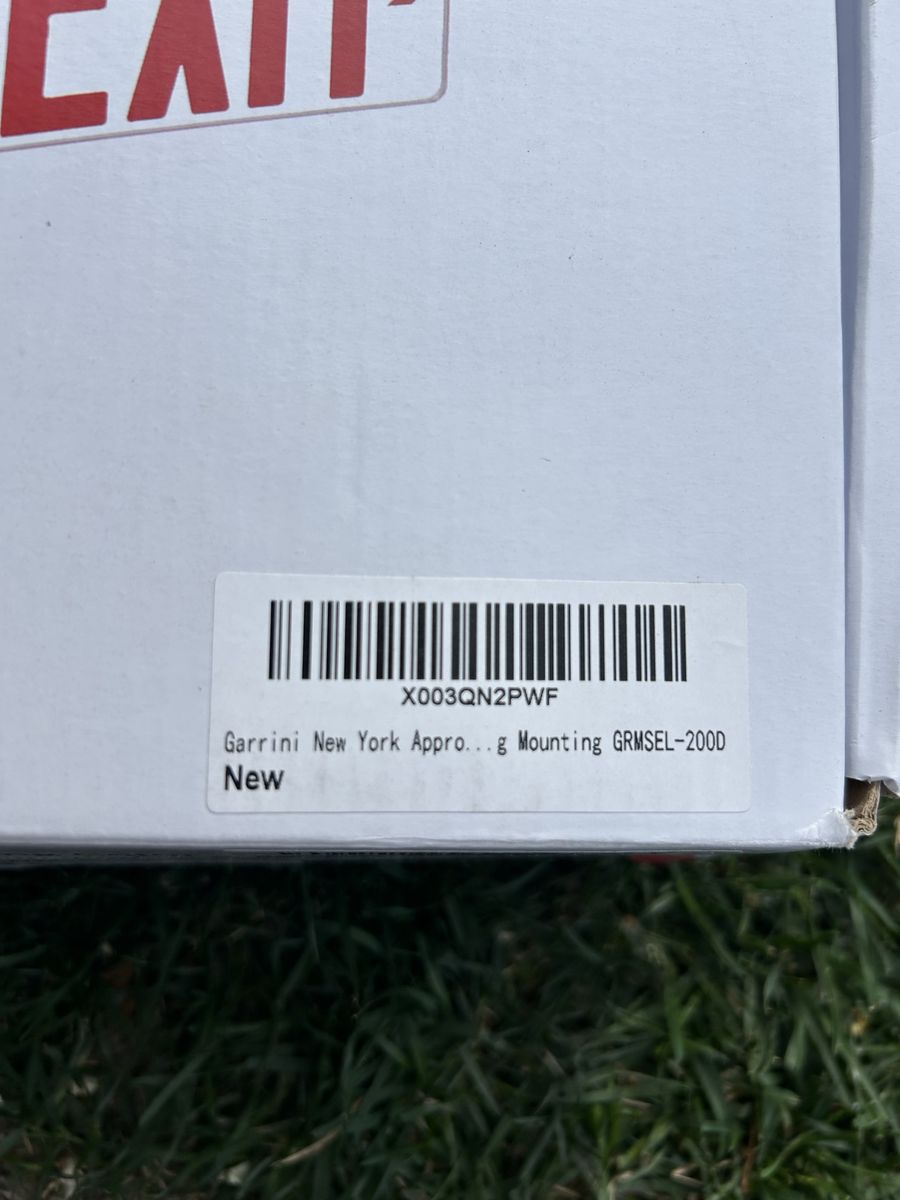 EXIT
X003QN2PWF
Garrini New York Appro...g Mounting GRMSEL-200D
New